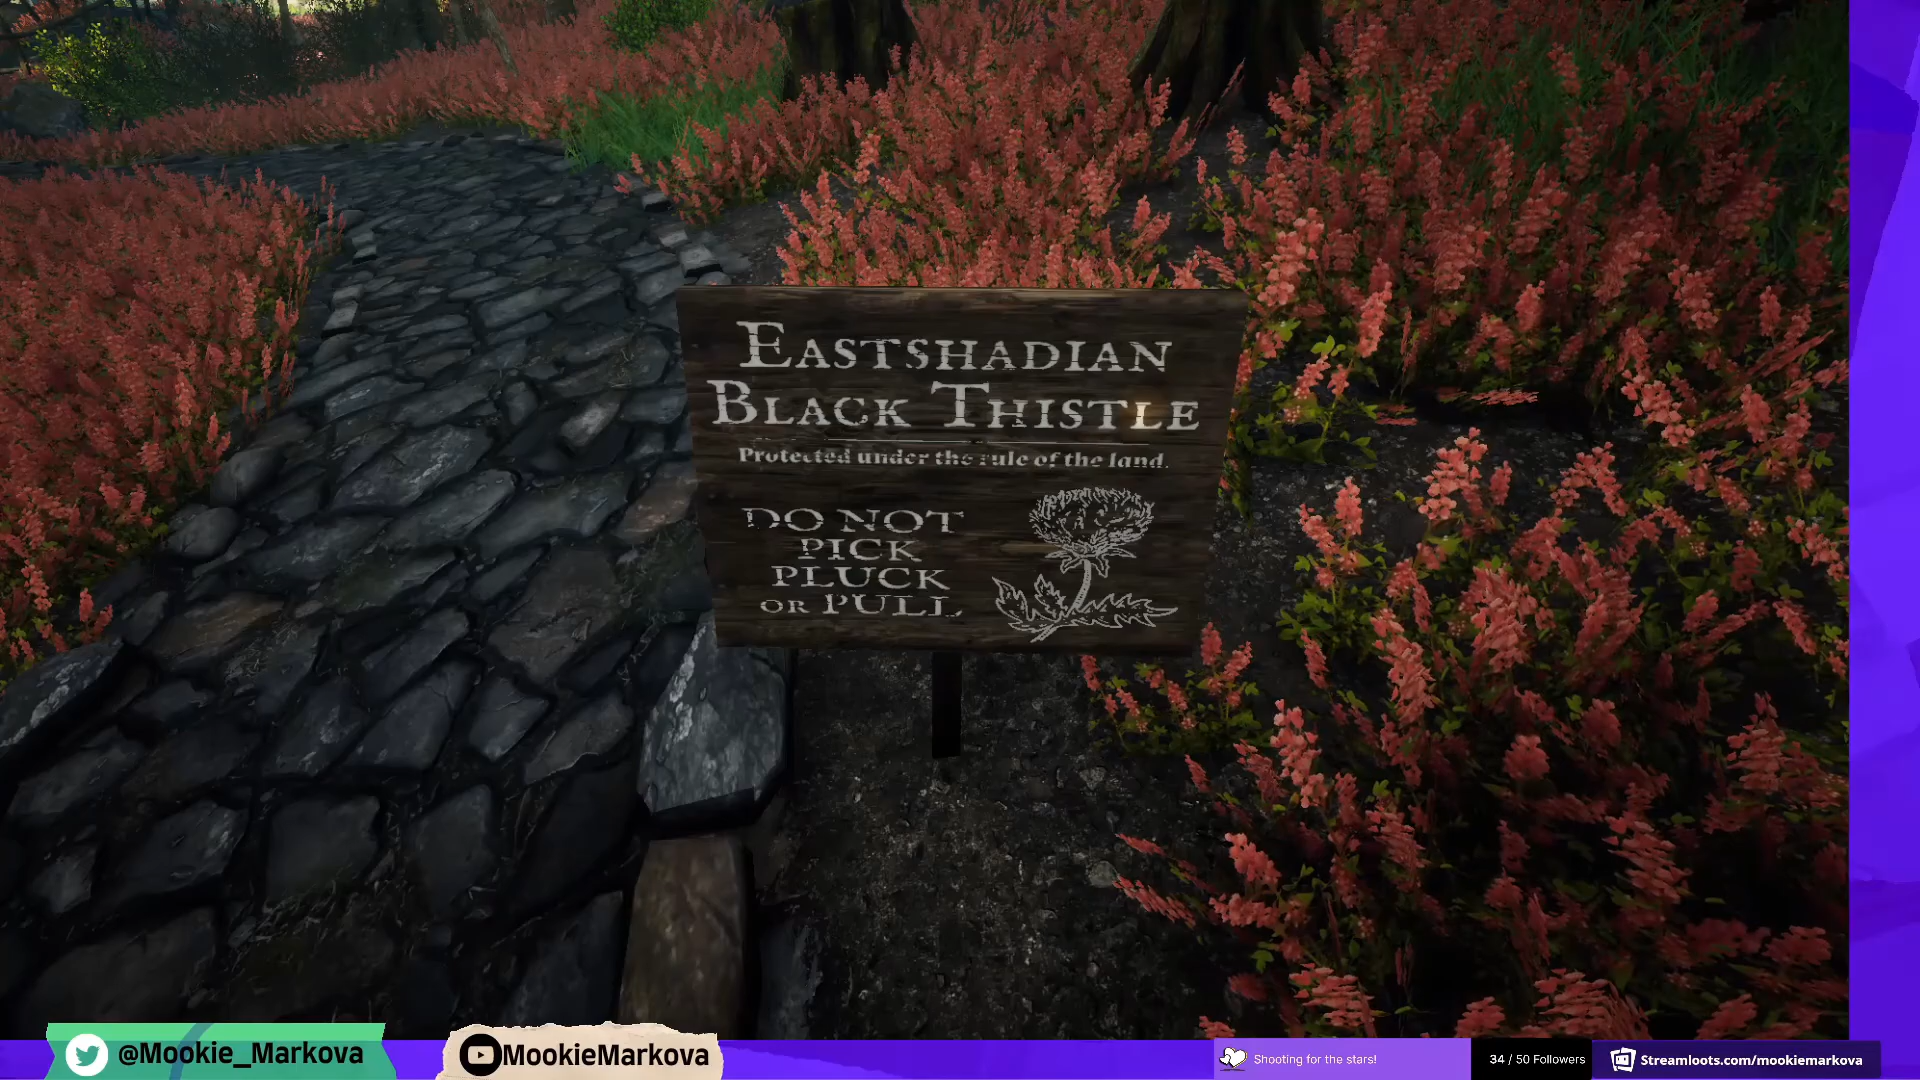 EASTSHADIAN
BLACK THISTLE
Protected under the rule of the land.
DO NOT
PICK
PLUCK
OR PULL
@Mookie_Markova
MookieMarkova
Shooting for the stars!
34 / 50 Followers
Streamloots.com/mookiemarkova